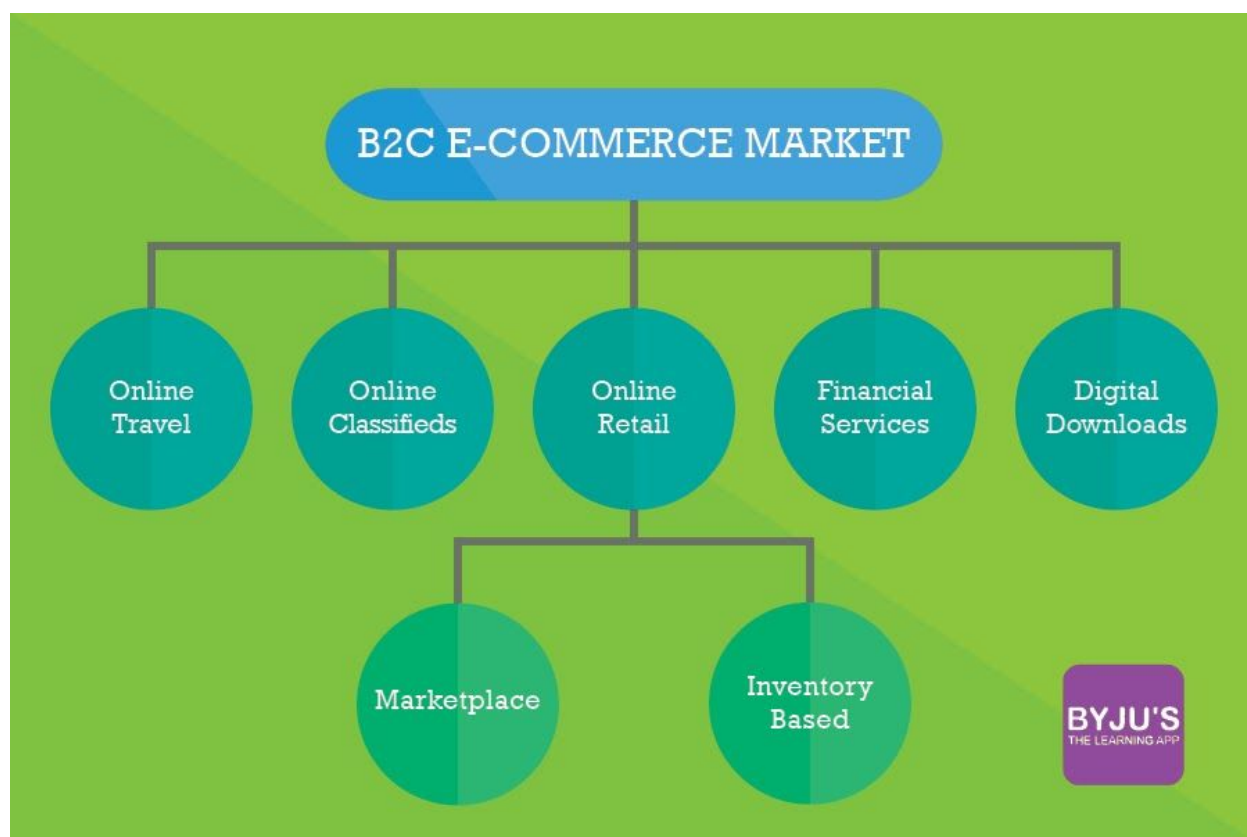 B2C E-COMMERCE MARKET
Online
Travel
Online
Classifieds
Online
Retail
Financial
Services
Digital
Downloads
Marketplace
Inventory
Based
BYJU'S
THE LEARNING APP